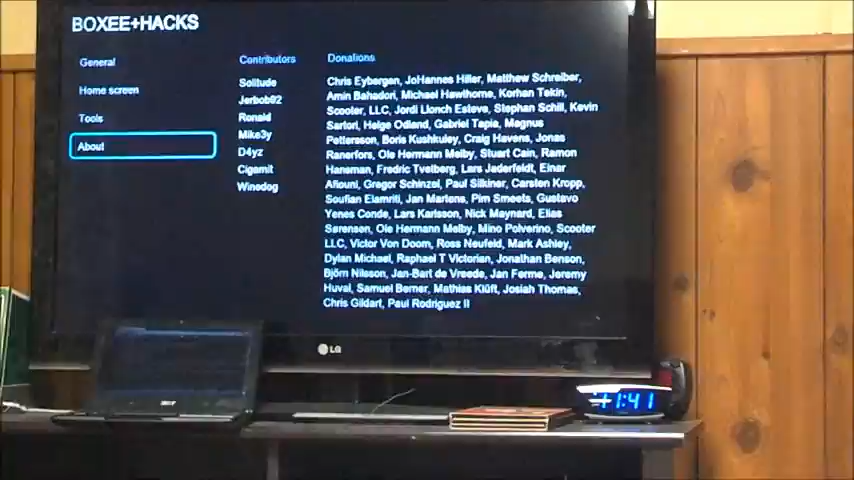 BOXEE+HACKS
General
Home screen
Tools
About
Contributors
Solitude
Jerbob92
Ronald
Mike3y
D4yz
Cigamit
Winedog
Donations
Chris Eybergen, JoHannes Hiller, Matthew Schreiber,
Amin Bahadori, Michael Hawthorne, Korhan Tekin,
Scooter, LLC, Jordi Llonch Esteve, Stephan Schill, Kevin
Sartori, Helge Odland, Gabriel Tapia, Magnus
Pettersson, Boris Kushkuley, Craig Havens, Jonas
Ranerfors, Ole Hermann Melby, Stuart Cain, Ramon
Hansman, Fredric Tvetberg, Lars Jaderfeldt, Einar
Afiouni, Gregor Schinzel, Paul Silkiner, Carsten Kropp,
Soufian Elamriti, Jan Martens, Pim Smeets, Gustavo
Yenes Conde, Lars Karlsson, Nick Maynard, Elias
Sørensen, Ole Hermann Melby, Mino Polverino, Scooter
LLC, Victor Von Doom, Ross Neufeld, Mark Ashley,
Dylan Michael, Raphael T Victorian, Jonathan Benson,
Björn Nilsson, Jan-Bart de Vreede, Jan Ferme, Jeremy
Huval, Samuel Berner, Mathias Klüft, Josiah Thomas,
Chris Gildart, Paul Rodriguez II
LG
acer
1:41